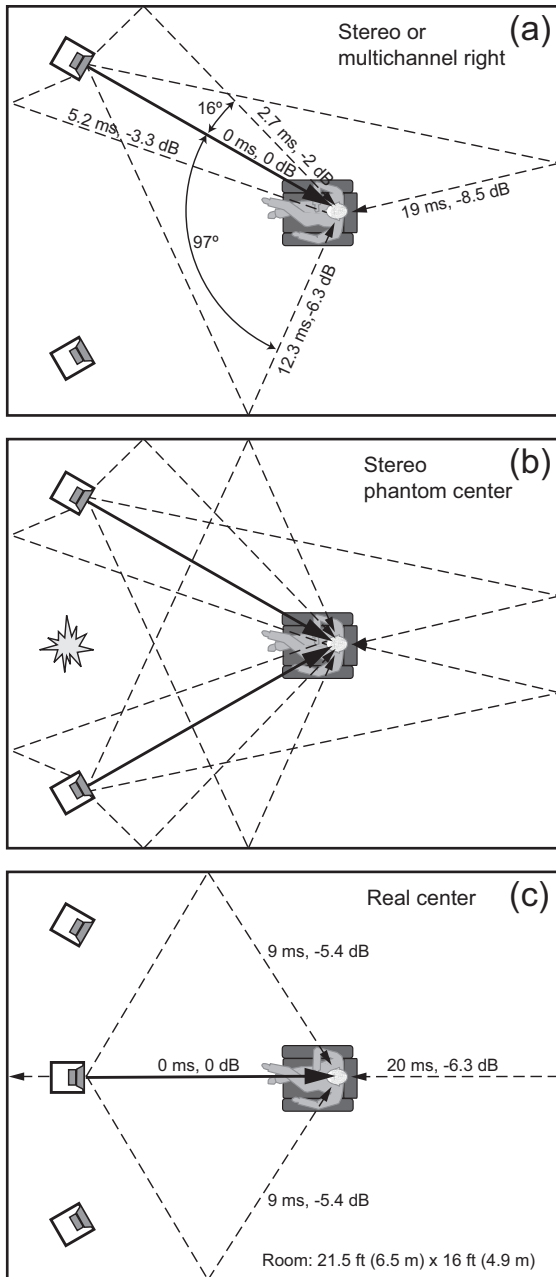 (a)
Stereo or
multichannel right
16º
2.7 ms, -2 dB
5.2 ms, -3.3 dB
0 ms, 0 dB
19 ms, -8.5 dB
97º
12.3 ms,-6.3 dB
(b)
Stereo
phantom center
(c)
Real center
9 ms, -5.4 dB
0 ms, 0 dB
20 ms, -6.3 dB
9 ms, -5.4 dB
Room: 21.5 ft (6.5 m) x 16 ft (4.9 m)